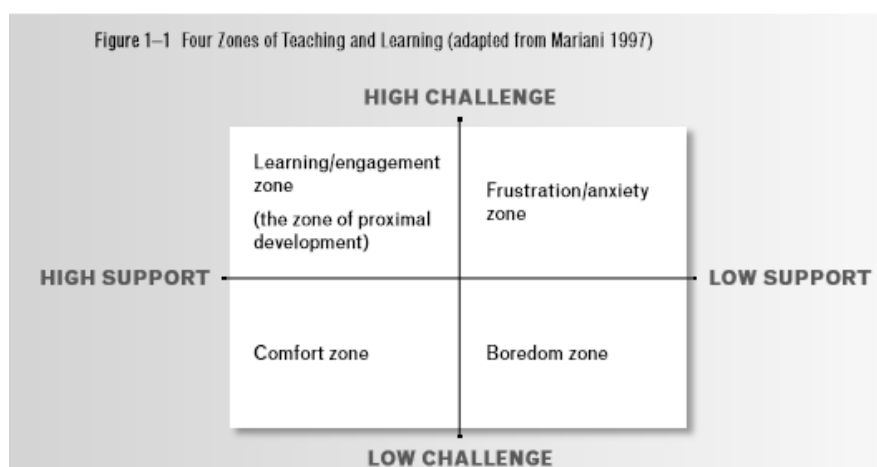 Figure 1–1 Four Zones of Teaching and Learning (adapted from Mariani 1997)
HIGH CHALLENGE
Learning/engagement
zone
(the zone of proximal
development)
Frustration/anxiety
zone
HIGH SUPPORT
LOW SUPPORT
Comfort zone
Boredom zone
LOW CHALLENGE